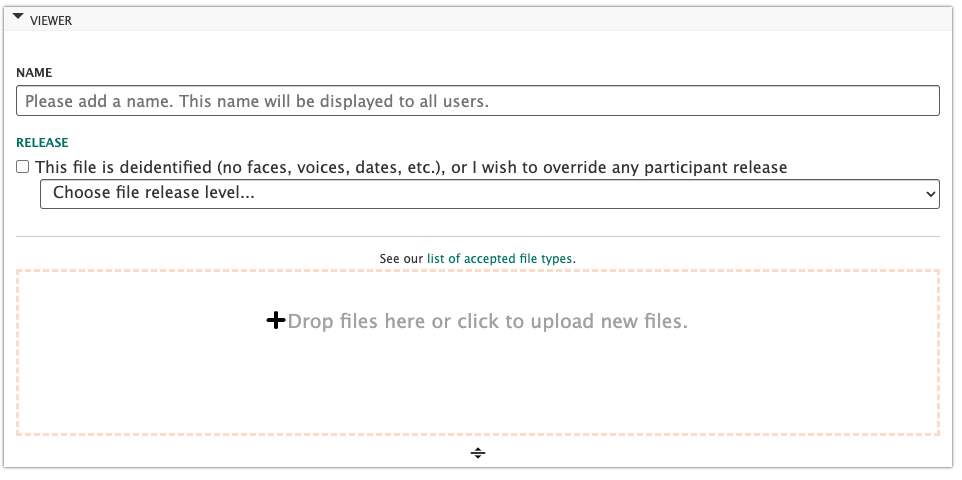 VIEWER
NAME
Please add a name. This name will be displayed to all users.
RELEASE
This file is deidentified (no faces, voices, dates, etc.), or I wish to override any participant release
Choose file release level...
See our list of accepted file types.
Drop files here or click to upload new files.